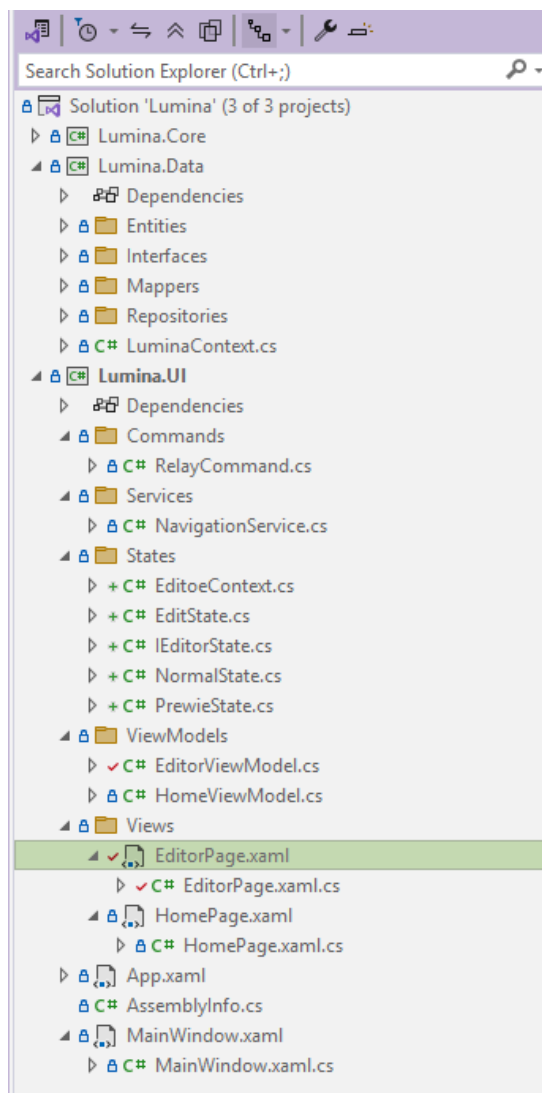 Search Solution Explorer (Ctrl+;)
Solution 'Lumina' (3 of 3 projects)
C# Lumina.Core
C# Lumina.Data
Dependencies
Entities
Interfaces
Mappers
Repositories
C# LuminaContext.cs
C# Lumina.UI
Dependencies
Commands
C# RelayCommand.cs
Services
C# NavigationService.cs
States
C# EditoeContext.cs
C# EditState.cs
C# IEditorState.cs
C# NormalState.cs
C# PrewieState.cs
ViewModels
C# EditorViewModel.cs
C# HomeViewModel.cs
Views
EditorPage.xaml
C# EditorPage.xaml.cs
HomePage.xaml
C# HomePage.xaml.cs
App.xaml
C# AssemblyInfo.cs
MainWindow.xaml
C# MainWindow.xaml.cs